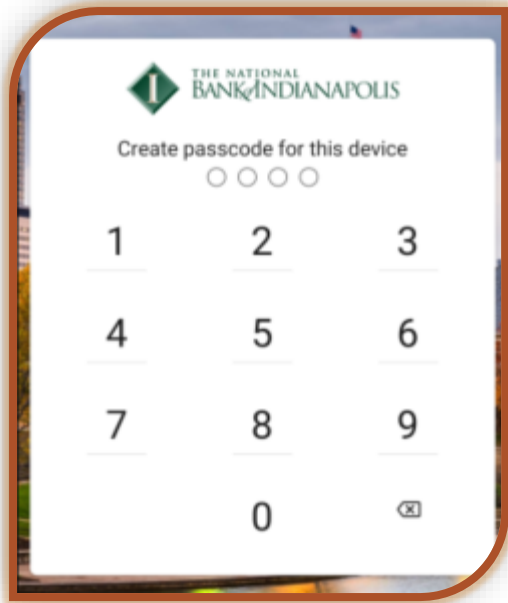 THE NATIONAL
BANK of INDIANAPOLIS
Create passcode for this device
1 2 3
4 5 6
7 8 9
0